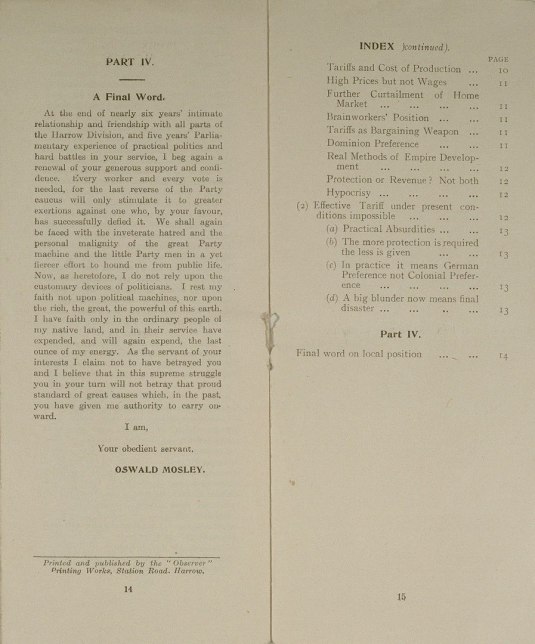 PART IV.
A Final Word.
At the end of nearly six years' intimate
relationship and friendship with all parts of
the Harrow Division, and five years' Parlia-
mentary experience of practical politics and
hard battles in your service, I beg again a
renewal of your generous support and confi-
dence. Every worker and every vote is
needed, for the last reverse of the Party
caucus will only stimulate it to greater
exertions against one who, by your favour,
has successfully defied it. We shall again
be faced with the inveterate hatred and the
personal malignity of the great Party
machine and the little Party men in a yet
fiercer effort to hound me from public life.
Now, as heretofore, I do not rely upon the
customary devices of politicians. I rest my
faith not upon political machines, nor upon
the rich, the great, the powerful of this earth.
I have faith only in the ordinary people of
my native land, and in their service have
expended, and will again expend, the last
ounce of my energy. As the servant of your
interests I claim not to have betrayed you
and I believe that in this supreme struggle
you in your turn will not betray that proud
standard of great causes which, in the past,
you have given me authority to carry on-
ward.
I am,
Your obedient servant.
OSWALD MOSLEY.
Printed and published by the "Observer"
Printing Works, Station Road, Harrow.
14
INDEX (continued).
PAGE
Tariffs and Cost of Production ... 10
High Prices but not Wages ... 11
Further Curtailment of Home
Market ... ... ... ... 11
Brainworkers' Position ... ... 11
Tariffs as Bargaining Weapon ... 11
Dominion Preference ... ... 11
Real Methods of Empire Develop-
ment ... ... ... ... 12
Protection or Revenue? Not both 12
Hypocrisy ... ... ... ... 12
(2) Effective Tariff under present con-
ditions impossible ... ... ... 12
(a) Practical Absurdities ... ... 13
(b) The more protection is required
the less is given ... ... 13
(c) In practice it means German
Preference not Colonial Prefer-
ence ... ... ... ... 13
(d) A big blunder now means final
disaster ... ... .. ... 13
Part IV.
Final word on local position ... ... ... 14
15